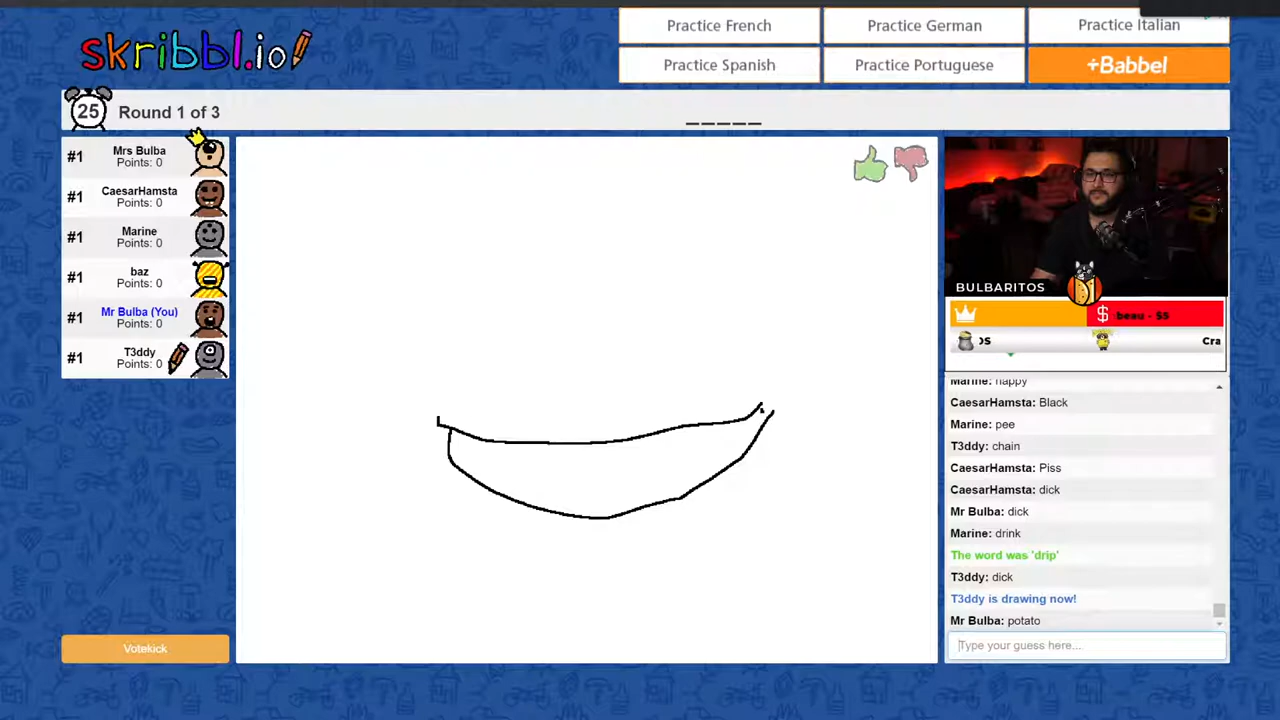 Practice French
Practice German
Practice Italian
Practice Spanish
Practice Portuguese
+Babbel
skribbl.io
25
Round 1 of 3
_____
#1
Mrs Bulba
Points: 0
#1
CaesarHamsta
Points: 0
#1
Marine
Points: 0
#1
baz
Points: 0
#1
Mr Bulba (You)
Points: 0
#1
T3ddy
Points: 0
Votekick
BULBARITOS
$ beau - $5
Cra
Marine: happy
CaesarHamsta: Black
Marine: pee
T3ddy: chain
CaesarHamsta: Piss
CaesarHamsta: dick
Mr Bulba: dick
Marine: drink
The word was 'drip'
T3ddy: dick
T3ddy is drawing now!
Mr Bulba: potato
Type your guess here...